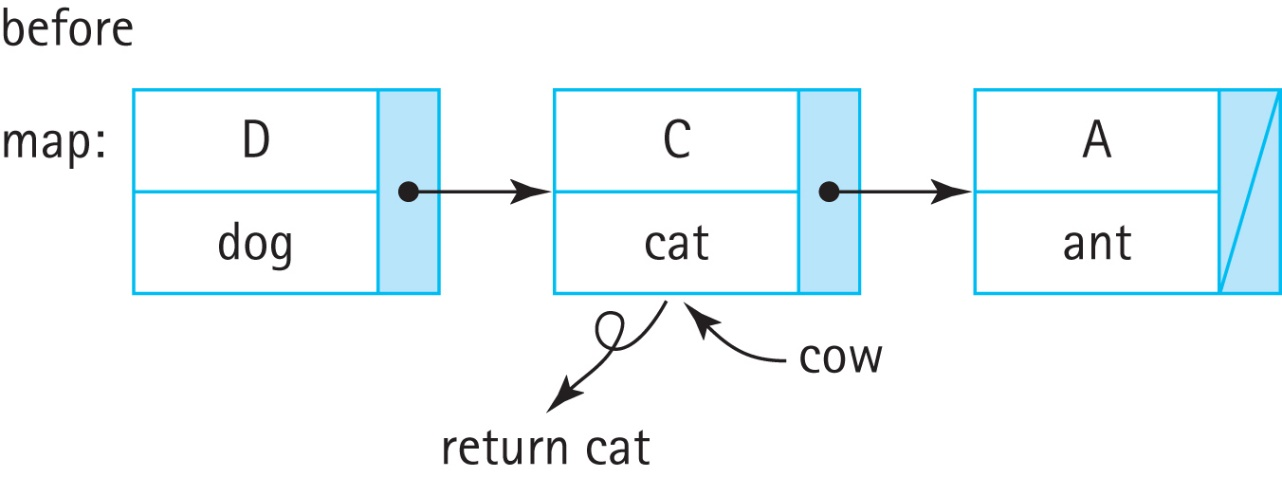 before
map:
D
C
A
dog
cat
ant
cow
return cat